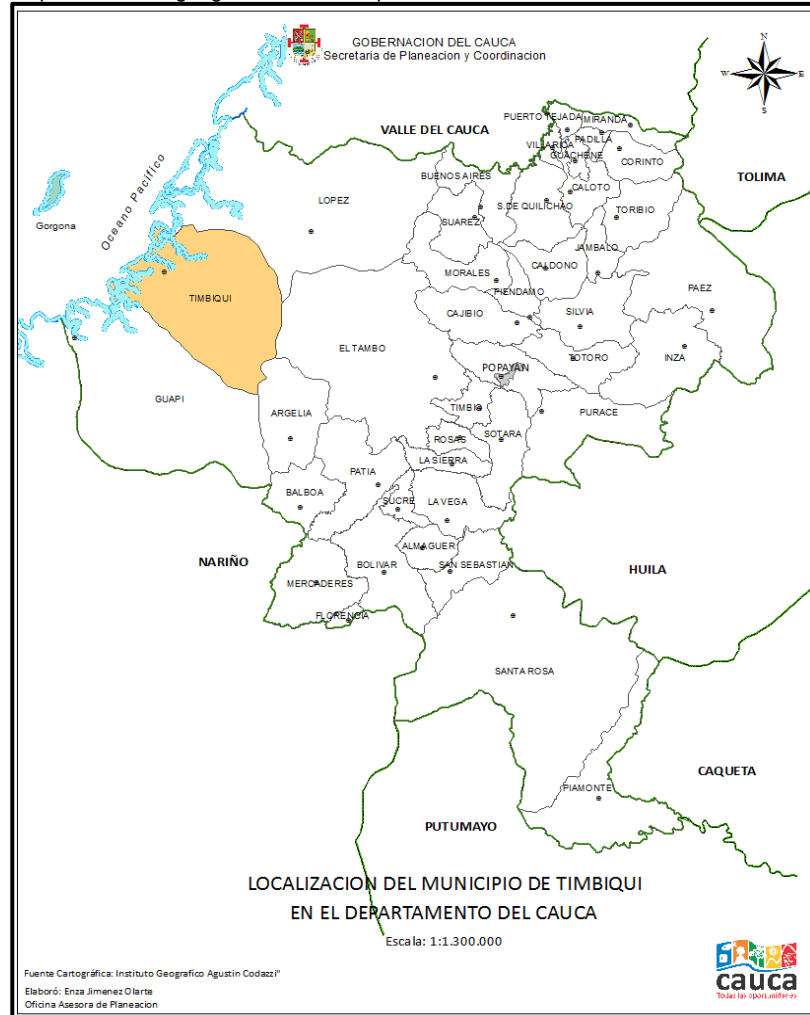 GOBERNACION DEL CAUCA
Secretaria de Planeacion y Coordinacion
N
W
E
S
VALLE DEL CAUCA
PUERTO TEJADA
MIRANDA
PADILLA
VILLARICA
GUACHENE
CORINTO
TOLIMA
BUENOS AIRES
Oceano Pacifico
Gorgona
LOPEZ
CALOTO
S.DE QUILICHAO
TORIBIO
SUAREZ
JAMBALO
CALDONO
MORALES
PAEZ
PIENDAMO
TIMBIQUI
CAJIBIO
SILVIA
EL TAMBO
POPAYAN
TOTORO
INZA
GUAPI
ARGELIA
TIMBIO
PURACE
ROSAS
SOTARA
LA SIERRA
PATIA
BALBOA
SUCRE
LA VEGA
ALMAGUER
NARIÑO
BOLIVAR
SAN SEBASTIAN
HUILA
MERCADERES
FLORENCIA
SANTA ROSA
CAQUETA
PIAMONTE
PUTUMAYO
LOCALIZACION DEL MUNICIPIO DE TIMBIQUI
EN EL DEPARTAMENTO DEL CAUCA
Escala: 1:1.300.000
Fuente Cartográfica: Instituto Geografico Agustin Codazzi"
Elaboró: Enza Jimenez Olarte
Oficina Asesora de Planeacion
cauca
Todas las oportunidades